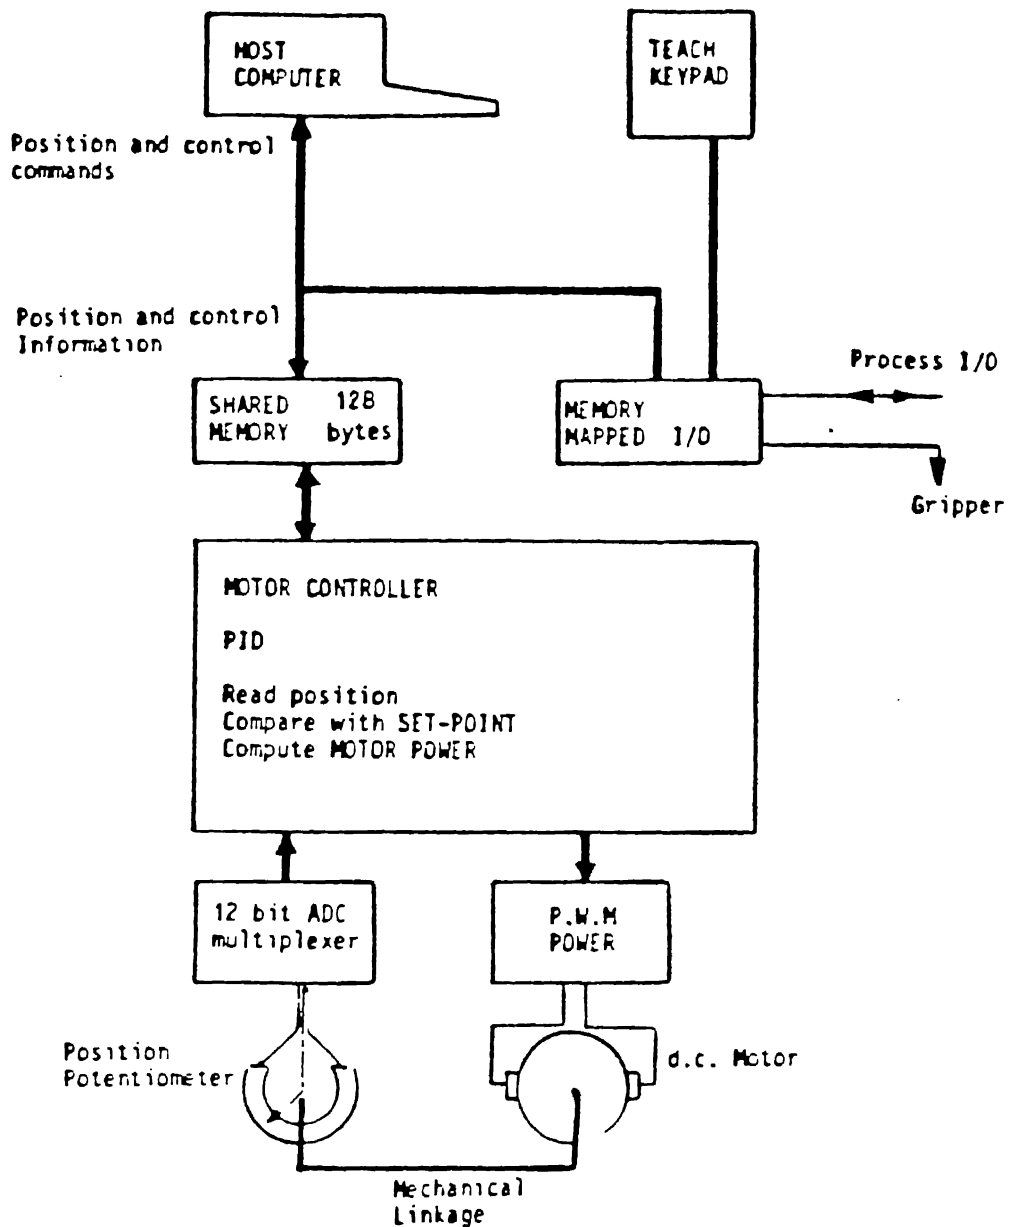 HOST
COMPUTER
TEACH
KEYPAD
Position and control
commands
Position and control
Information
Process I/O
SHARED 128
MEMORY bytes
MEMORY
MAPPED I/O
Gripper
MOTOR CONTROLLER
PID
Read position
Compare with SET-POINT
Compute MOTOR POWER
12 bit ADC
multiplexer
P.W.M
POWER
Position
Potentiometer
d.c. Motor
Mechanical
Linkage